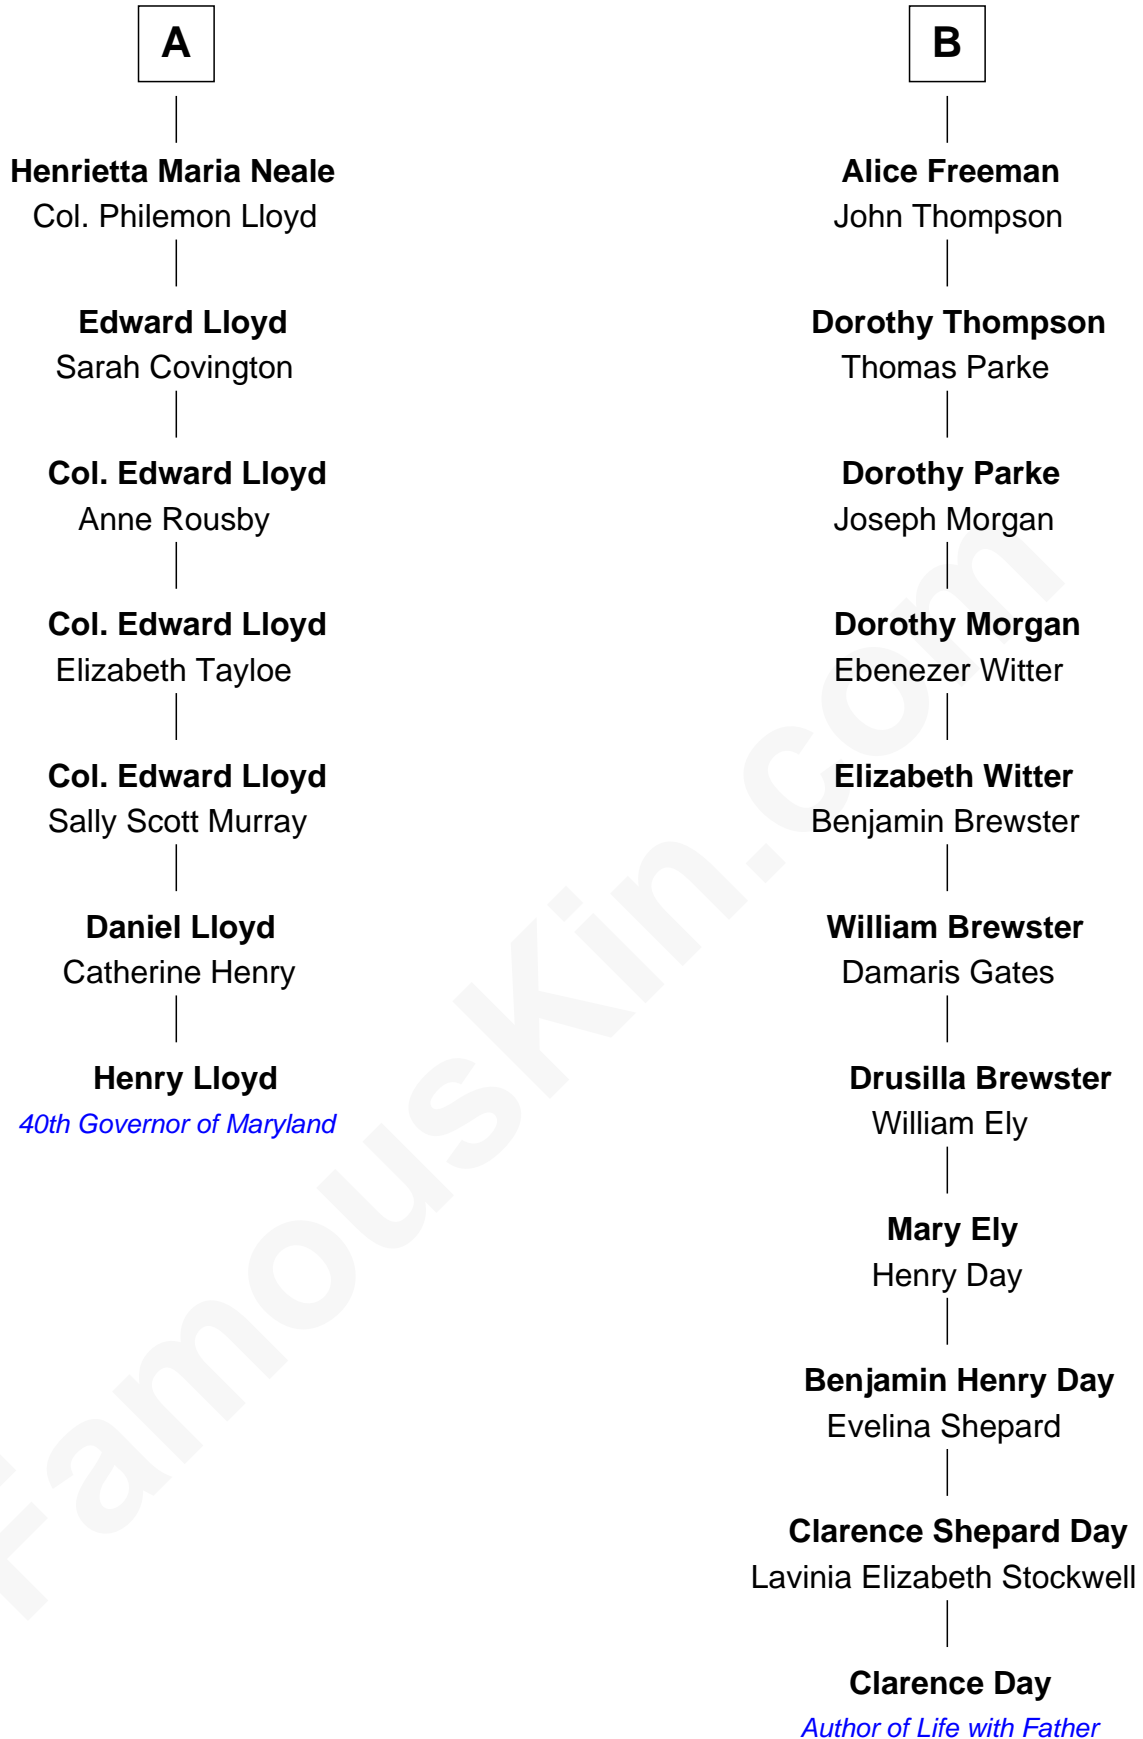 A
Henrietta Maria Neale
Col. Philemon Lloyd
Edward Lloyd
Sarah Covington
Col. Edward Lloyd
Anne Rousby
Col. Edward Lloyd
Elizabeth Tayloe
Col. Edward Lloyd
Sally Scott Murray
Daniel Lloyd
Catherine Henry
Henry Lloyd
40th Governor of Maryland
B
Alice Freeman
John Thompson
Dorothy Thompson
Thomas Parke
Dorothy Parke
Joseph Morgan
Dorothy Morgan
Ebenezer Witter
Elizabeth Witter
Benjamin Brewster
William Brewster
Damaris Gates
Drusilla Brewster
William Ely
Mary Ely
Henry Day
Benjamin Henry Day
Evelina Shepard
Clarence Shepard Day
Lavinia Elizabeth Stockwell
Clarence Day
Author of Life with Father
FamousKin.com